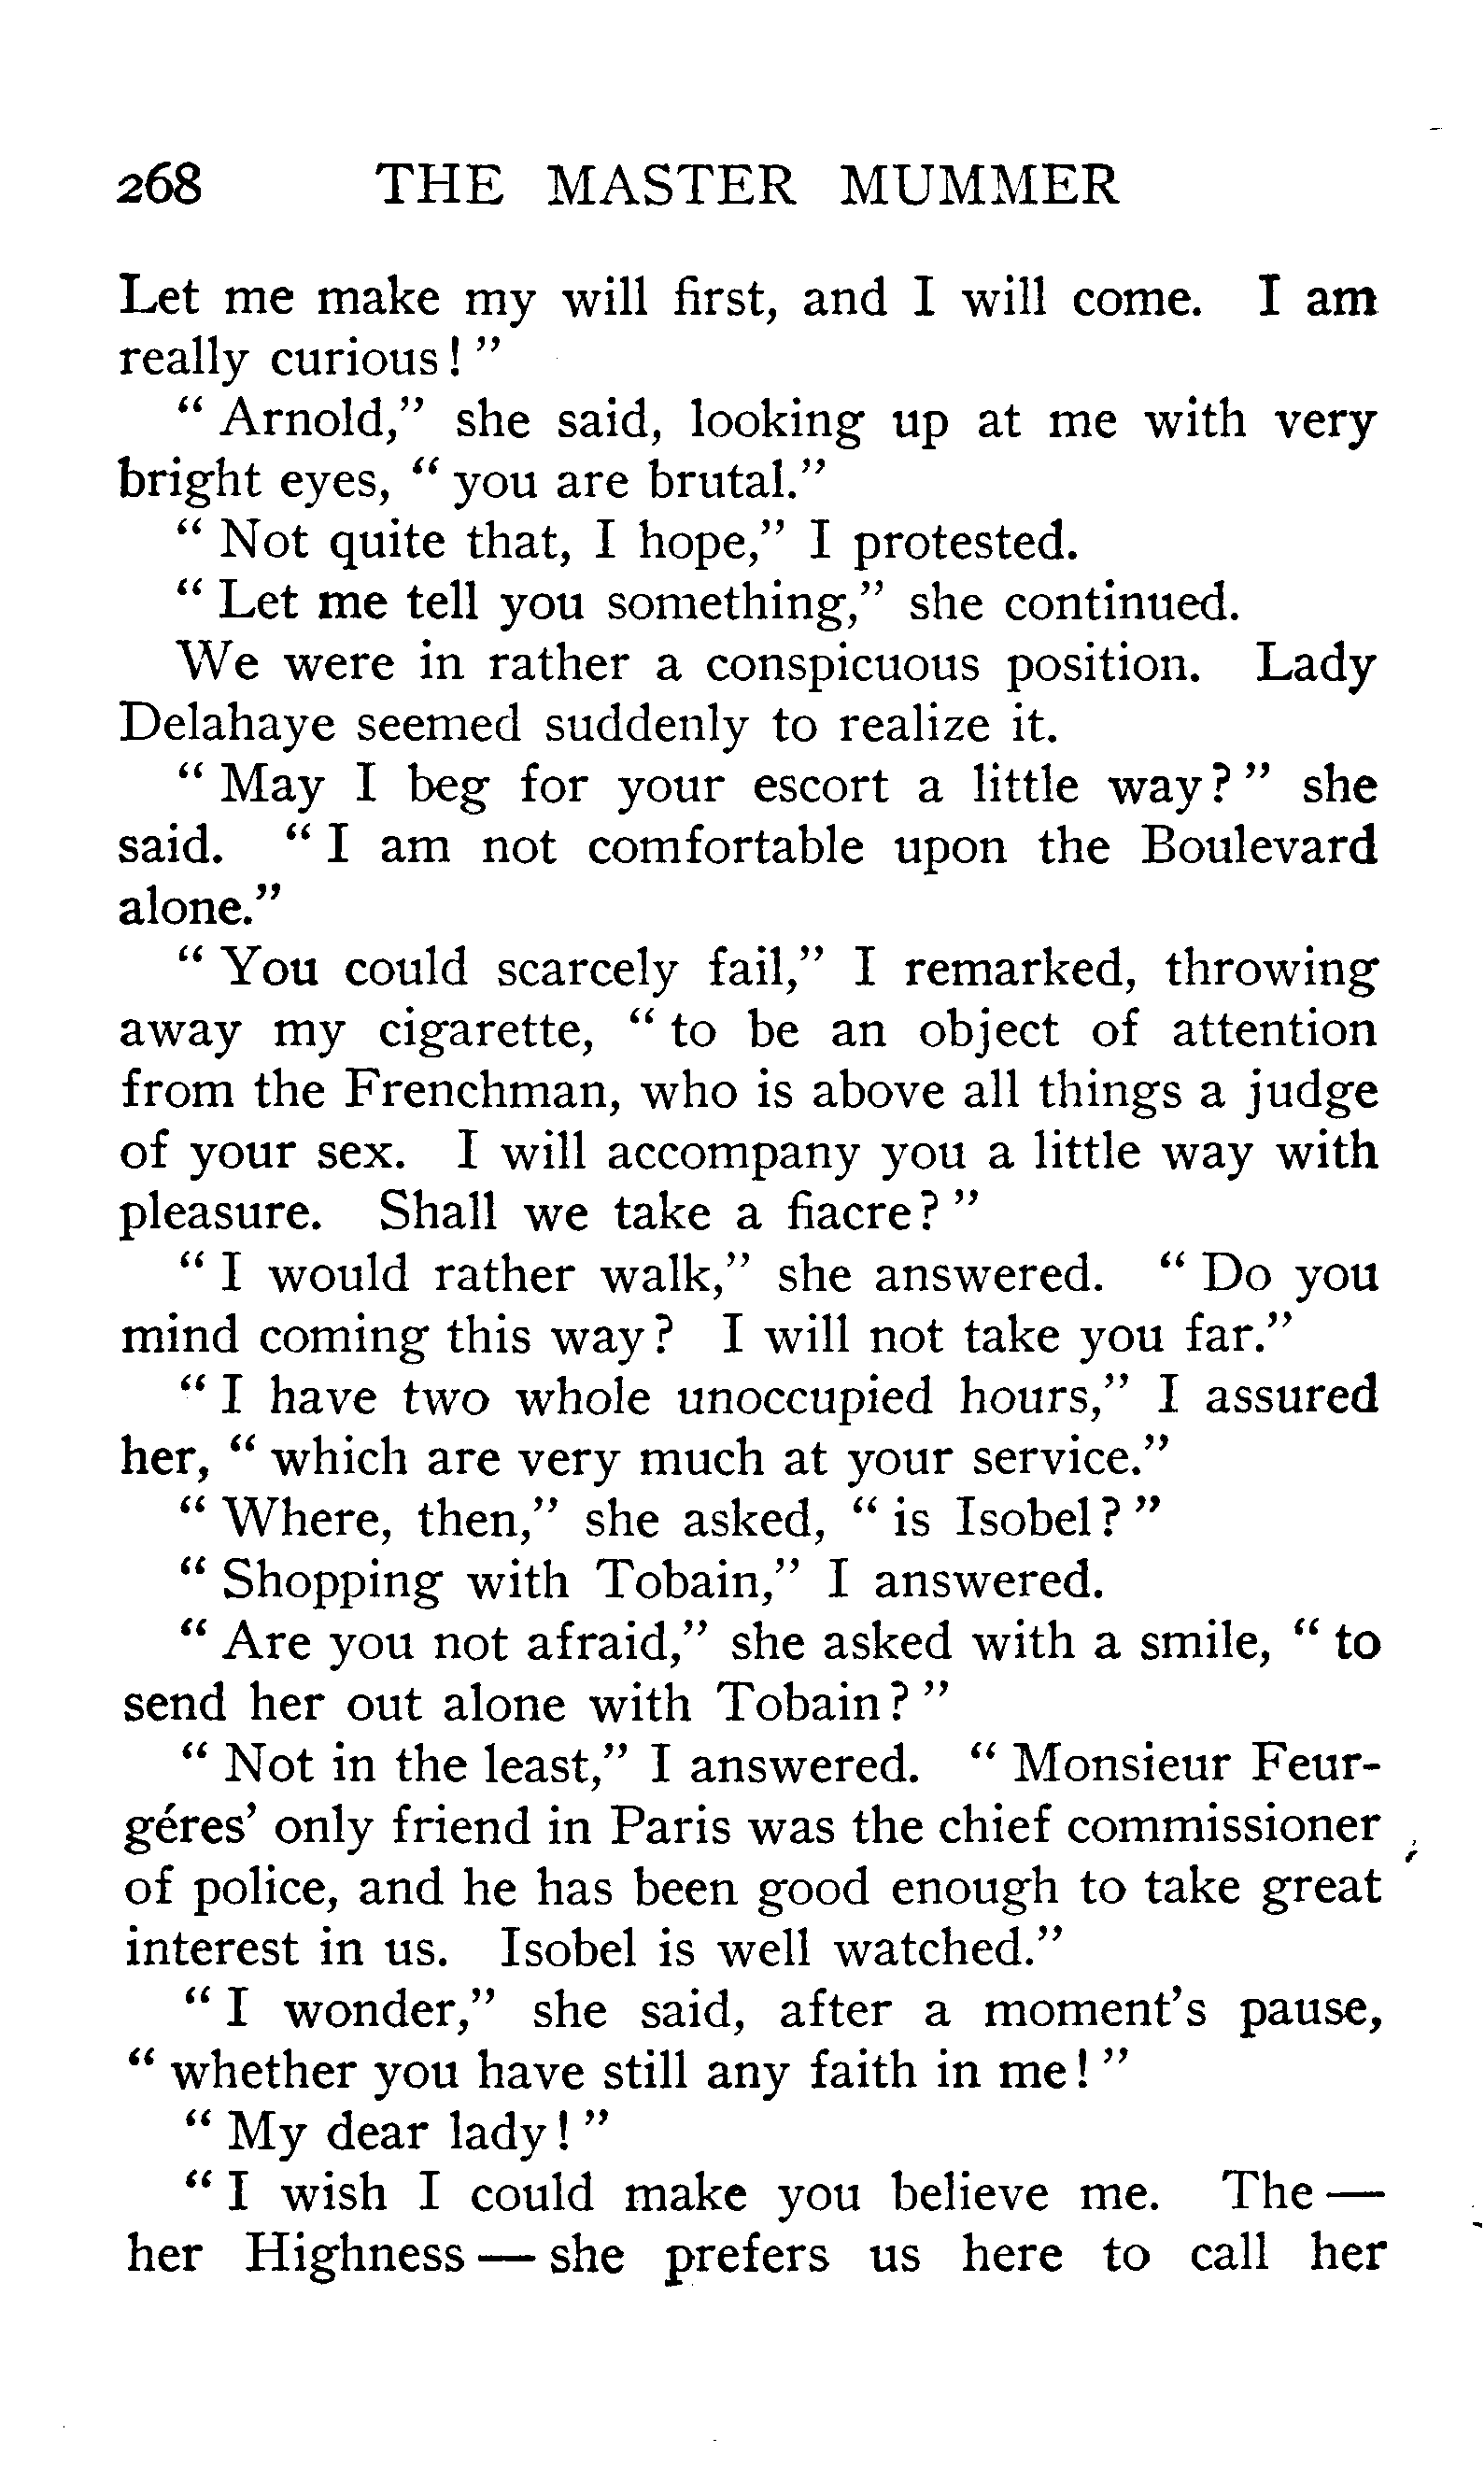 268 THE MASTER MUMMER
Let me make my will first, and I will come. I am
really curious! "
" Arnold," she said, looking up at me with very
bright eyes, " you are brutal."
" Not quite that, I hope," I protested.
" Let me tell you something," she continued.
We were in rather a conspicuous position. Lady
Delahaye seemed suddenly to realize it.
" May I beg for your escort a little way? " she
said. " I am not comfortable upon the Boulevard
alone."
" You could scarcely fail," I remarked, throwing
away my cigarette, " to be an object of attention
from the Frenchman, who is above all things a judge
of your sex. I will accompany you a little way with
pleasure. Shall we take a fiacre? "
" I would rather walk," she answered. " Do you
mind coming this way? I will not take you far."
" I have two whole unoccupied hours," I assured
her, " which are very much at your service."
" Where, then," she asked, " is Isobel? "
" Shopping with Tobain," I answered.
" Are you not afraid," she asked with a smile, " to
send her out alone with Tobain? "
" Not in the least," I answered. " Monsieur Feur-
géres' only friend in Paris was the chief commissioner
of police, and he has been good enough to take great
interest in us. Isobel is well watched."
" I wonder," she said, after a moment's pause,
" whether you have still any faith in me! "
" My dear lady! "
" I wish I could make you believe me. The —
her Highness — she prefers us here to call her